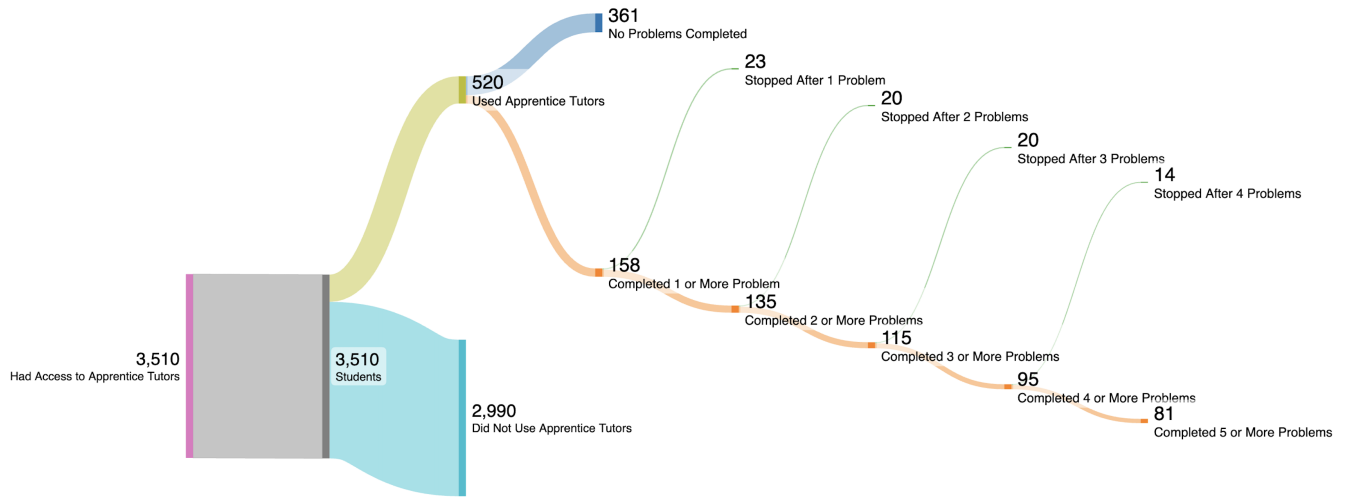 361
No Problems Completed
23
Stopped After 1 Problem
520
Used Apprentice Tutors
20
Stopped After 2 Problems
20
Stopped After 3 Problems
14
Stopped After 4 Problems
158
Completed 1 or More Problem
135
Completed 2 or More Problems
115
Completed 3 or More Problems
3,510
Had Access to Apprentice Tutors
3,510
Students
95
Completed 4 or More Problems
2,990
Did Not Use Apprentice Tutors
81
Completed 5 or More Problems